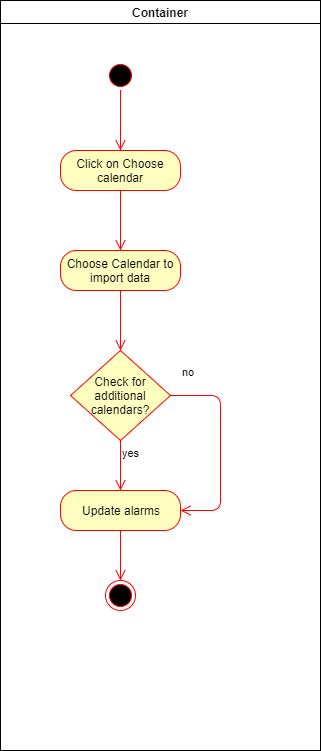 Container
Click on Choose
calendar
Choose Calendar to
import data
Check for
additional
calendars?
no
yes
Update alarms